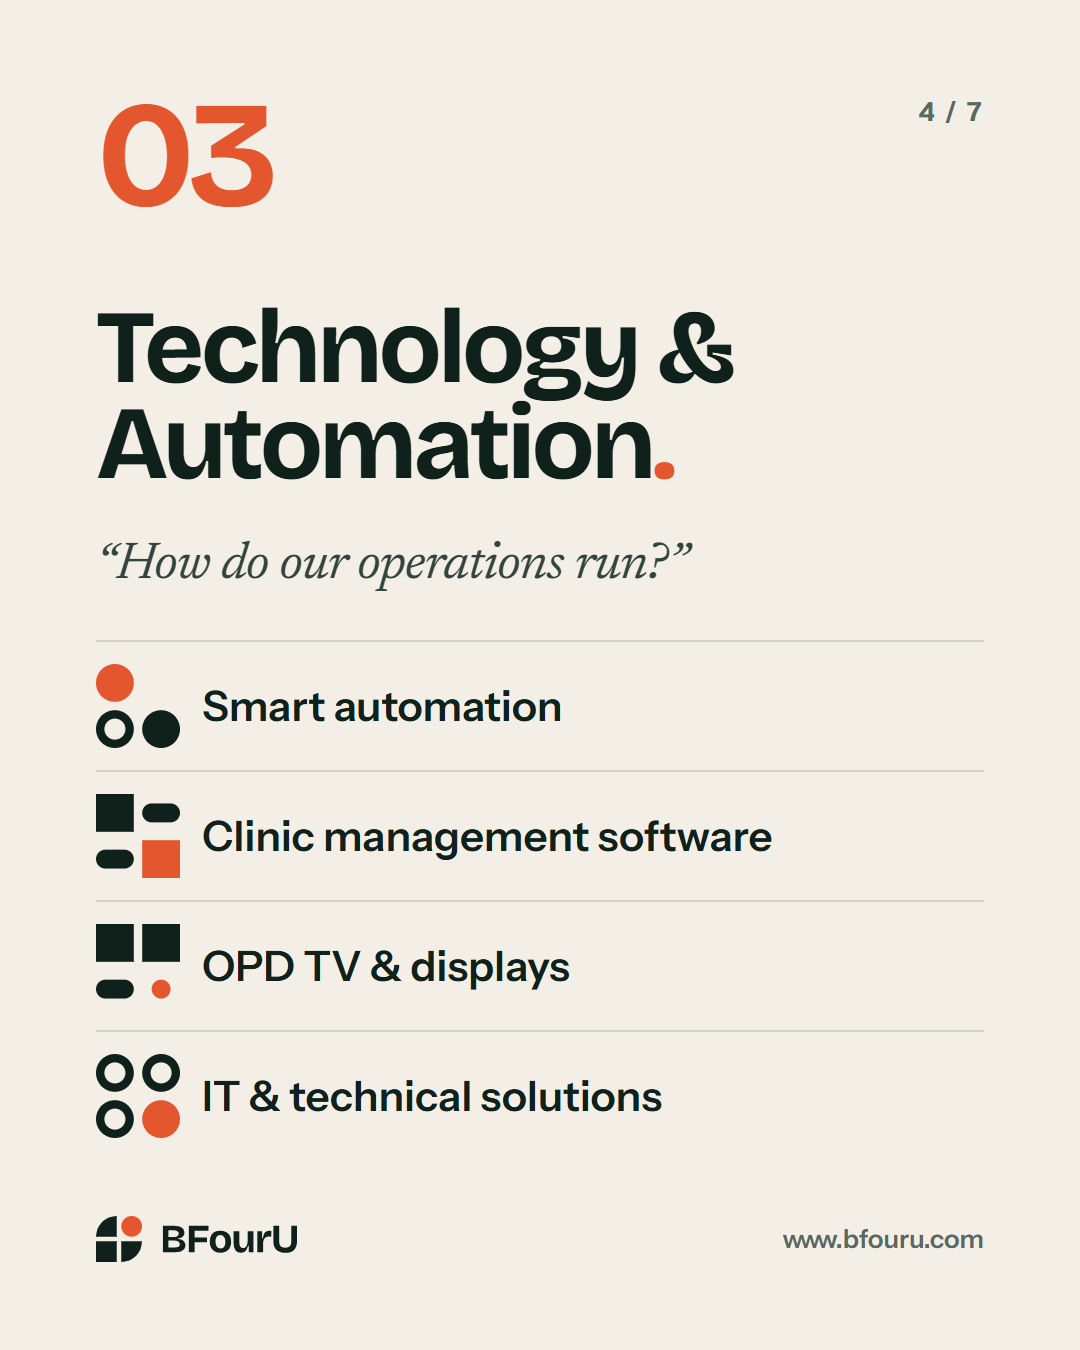 03
4 / 7
Technology &
Automation.
“How do our operations run?”
Smart automation
Clinic management software
OPD TV & displays
IT & technical solutions
BFourU
www.bfouru.com